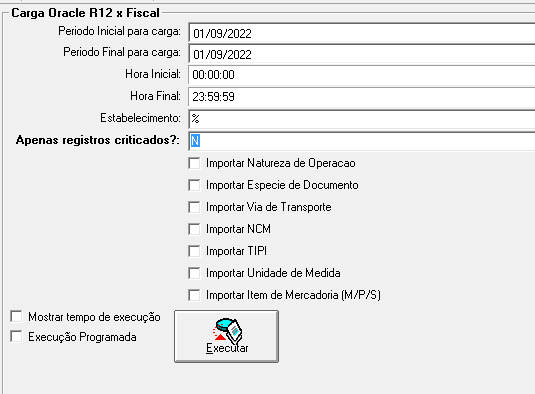 Carga Oracle R12 x Fiscal
Periodo Inicial para carga: 01/09/2022
Periodo Final para carga: 01/09/2022
Hora Inicial: 00:00:00
Hora Final: 23:59:59
Estabelecimento: %
Apenas registros criticados?: N
Importar Natureza de Operacao
Importar Especie de Documento
Importar Via de Transporte
Importar NCM
Importar TIPI
Importar Unidade de Medida
Importar Item de Mercadoria (M/P/S)
Mostrar tempo de execução
Execução Programada
Executar